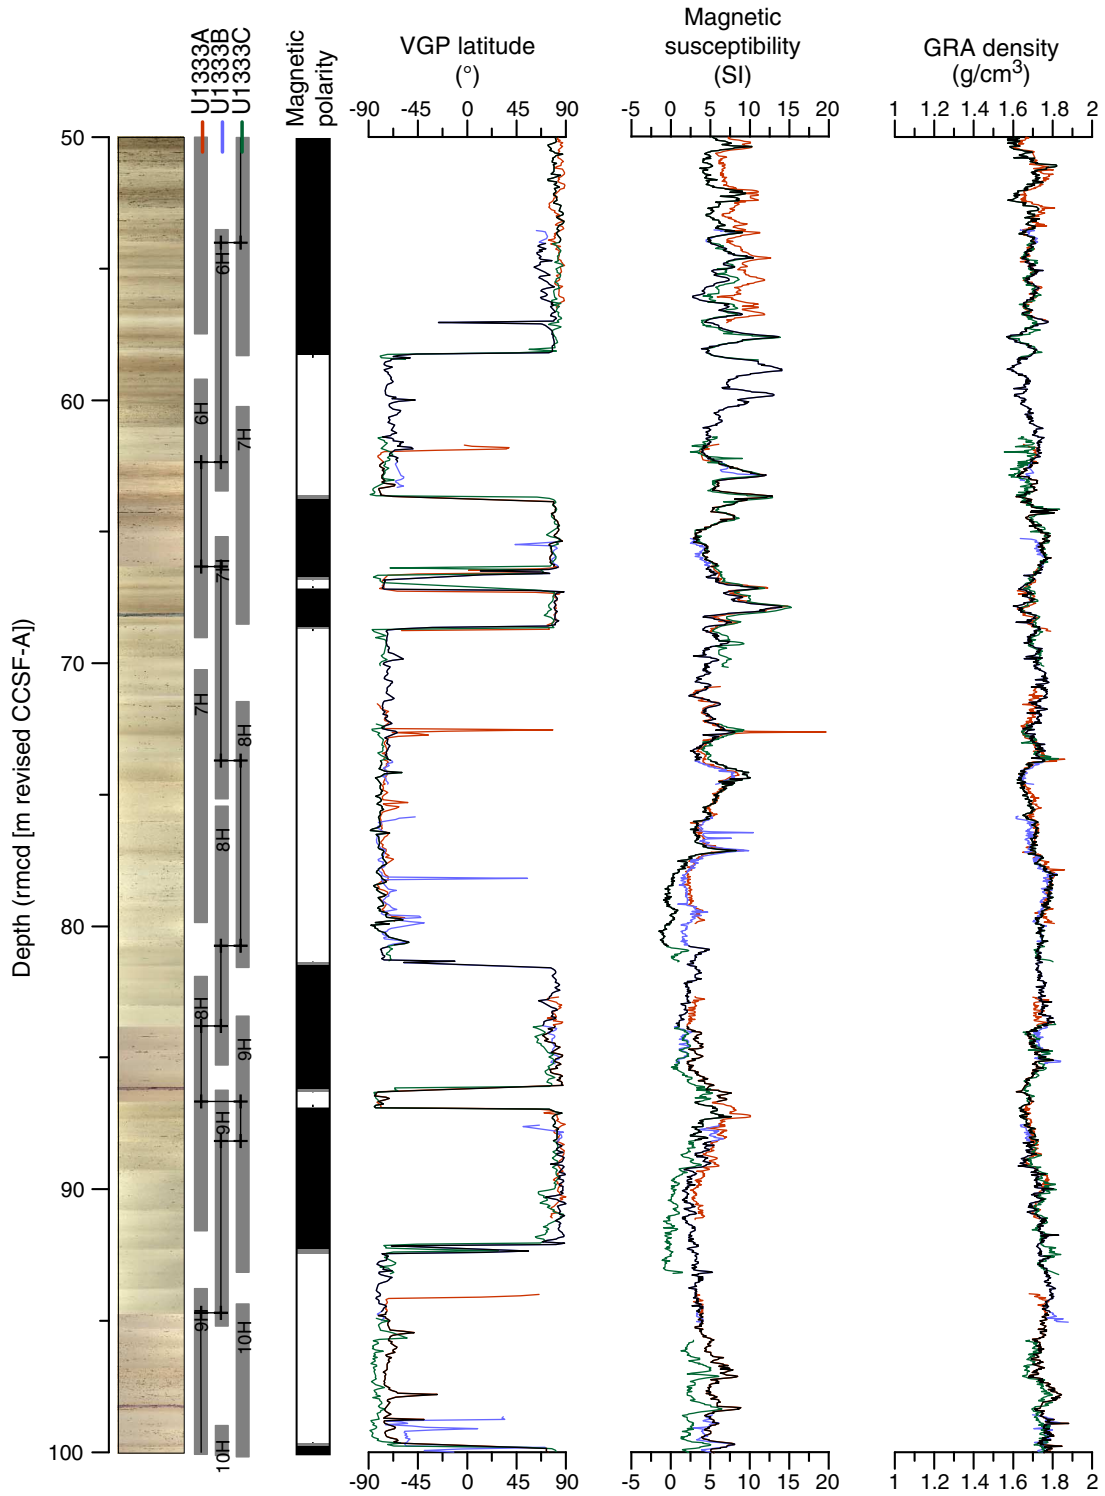 U1333A
U1333B
U1333C
Magnetic
polarity
VGP latitude
(°)
Magnetic
susceptibility
(SI)
GRA density
(g/cm³)
-90 -45 0 45 90
-5 0 5 10 15 20
1 1.2 1.4 1.6 1.8 2
50
60
70
80
90
100
Depth (rmcd [m revised CCSF-A])
6H
6H
7H
7H
7H
8H
8H
8H
9H
9H
9H
10H
10H
-90 -45 0 45 90
-5 0 5 10 15 20
1 1.2 1.4 1.6 1.8 2